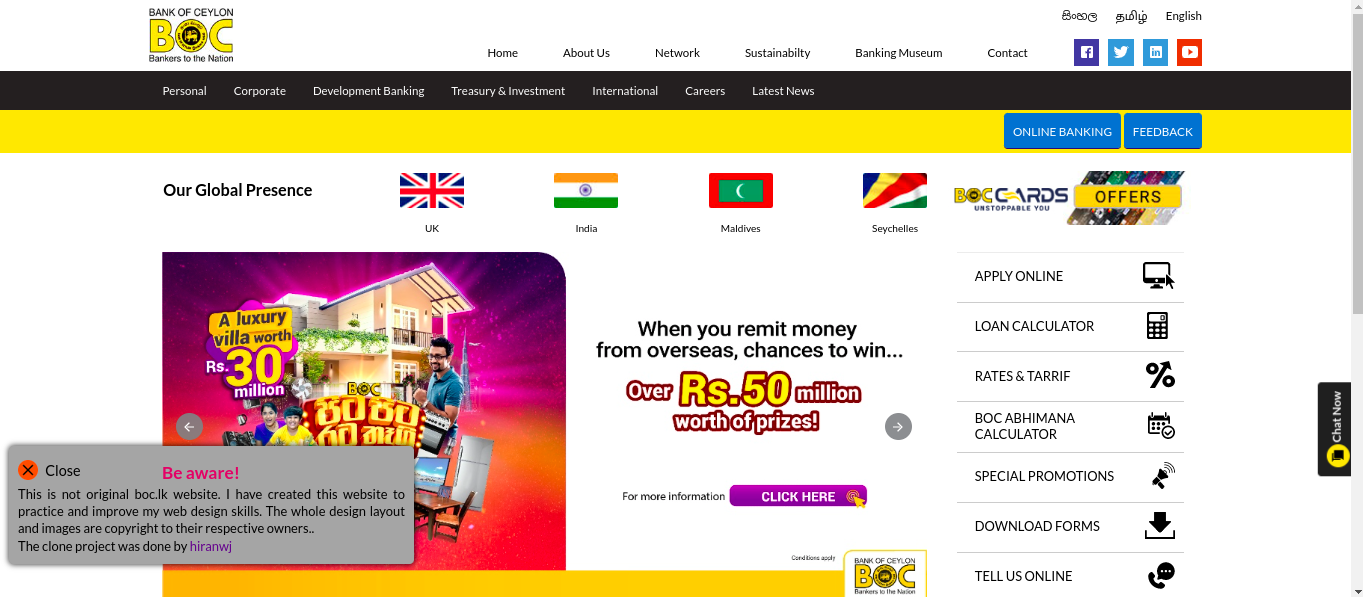 BANK OF CEYLON
BOC
Bankers to the Nation
සිංහල தமிழ் English
Home About Us Network Sustainabilty Banking Museum Contact
Personal Corporate Development Banking Treasury & Investment International Careers Latest News
ONLINE BANKING FEEDBACK
Our Global Presence
UK India Maldives Seychelles
BOC CARDS
UNSTOPPABLE YOU
OFFERS
A luxury
villa worth
Rs. 30
million
BOC
When you remit money
from overseas, chances to win...
Over Rs.50 million
worth of prizes!
For more information CLICK HERE
Conditions apply
BANK OF CEYLON
BOC
Bankers to the Nation
APPLY ONLINE
LOAN CALCULATOR
RATES & TARRIF
BOC ABHIMANA
CALCULATOR
SPECIAL PROMOTIONS
DOWNLOAD FORMS
TELL US ONLINE
Chat Now
Close Be aware!
This is not original boc.lk website. I have created this website to
practice and improve my web design skills. The whole design layout
and images are copyright to their respective owners..
The clone project was done by hiranwj